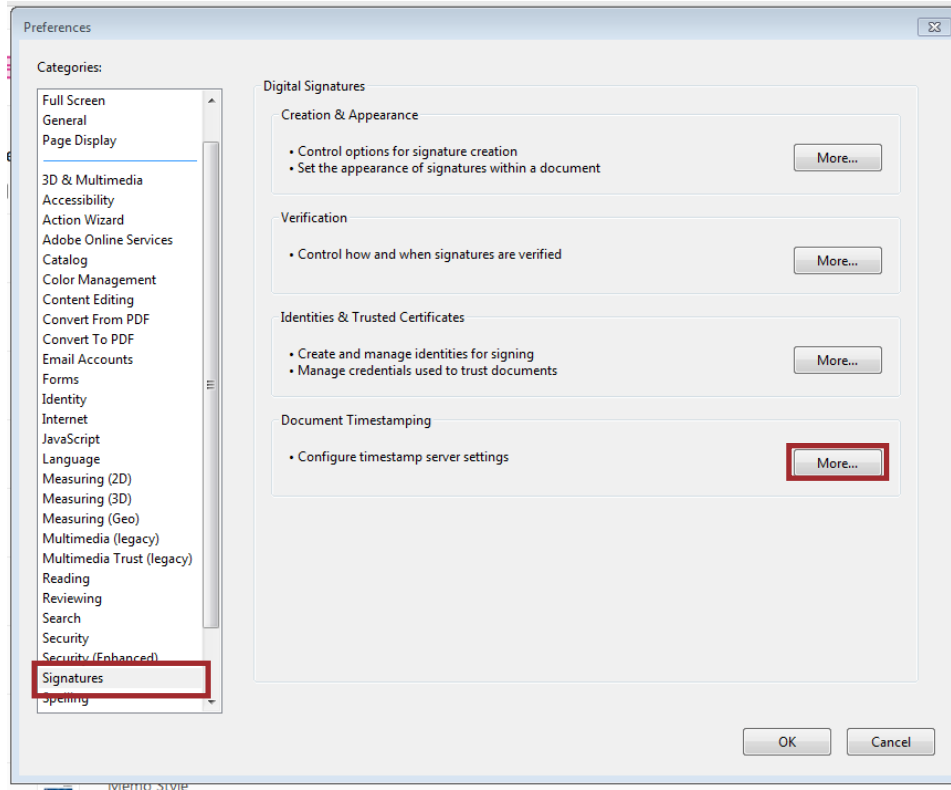 Preferences
Categories:
Full Screen
General
Page Display
3D & Multimedia
Accessibility
Action Wizard
Adobe Online Services
Catalog
Color Management
Content Editing
Convert From PDF
Convert To PDF
Email Accounts
Forms
Identity
Internet
JavaScript
Language
Measuring (2D)
Measuring (3D)
Measuring (Geo)
Multimedia (legacy)
Multimedia Trust (legacy)
Reading
Reviewing
Search
Security
Security (Enhanced)
Signatures
Spelling
Digital Signatures
Creation & Appearance
• Control options for signature creation
• Set the appearance of signatures within a document
More...
Verification
• Control how and when signatures are verified
More...
Identities & Trusted Certificates
• Create and manage identities for signing
• Manage credentials used to trust documents
More...
Document Timestamping
• Configure timestamp server settings
More...
OK
Cancel
Memo Style